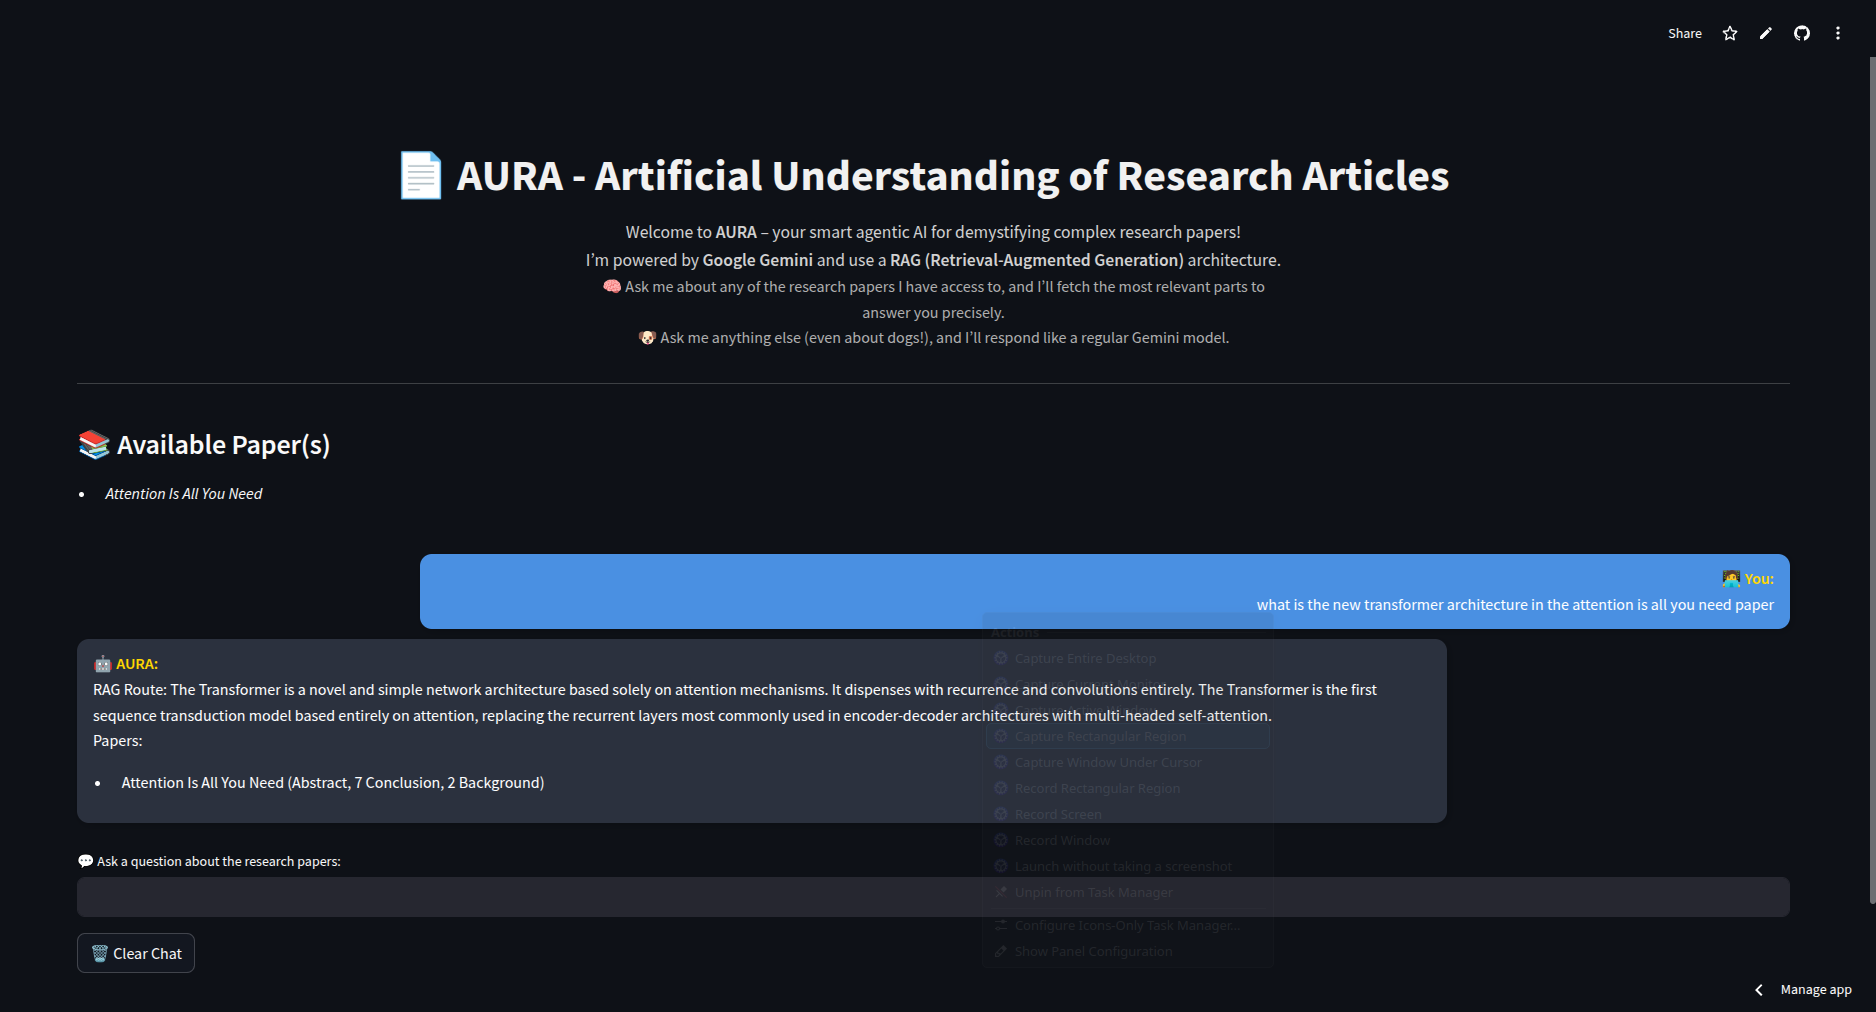 Share
📄 AURA - Artificial Understanding of Research Articles
Welcome to AURA – your smart agentic AI for demystifying complex research papers!
I'm powered by Google Gemini and use a RAG (Retrieval-Augmented Generation) architecture.
🧠 Ask me about any of the research papers I have access to, and I'll fetch the most relevant parts to
answer you precisely.
🐶 Ask me anything else (even about dogs!), and I'll respond like a regular Gemini model.
📚 Available Paper(s)
• Attention Is All You Need
🧑‍💻 You:
what is the new transformer architecture in the attention is all you need paper
🤖 AURA:
RAG Route: The Transformer is a novel and simple network architecture based solely on attention mechanisms. It dispenses with recurrence and convolutions entirely. The Transformer is the first
sequence transduction model based entirely on attention, replacing the recurrent layers most commonly used in encoder-decoder architectures with multi-headed self-attention.
Papers:
• Attention Is All You Need (Abstract, 7 Conclusion, 2 Background)
Actions
Capture Entire Desktop
Capture Current Monitor
Capture Active Window
Capture Rectangular Region
Capture Window Under Cursor
Record Rectangular Region
Record Screen
Record Window
Launch without taking a screenshot
Unpin from Task Manager
Configure Icons-Only Task Manager...
Show Panel Configuration
💬 Ask a question about the research papers:
🗑️ Clear Chat
Manage app